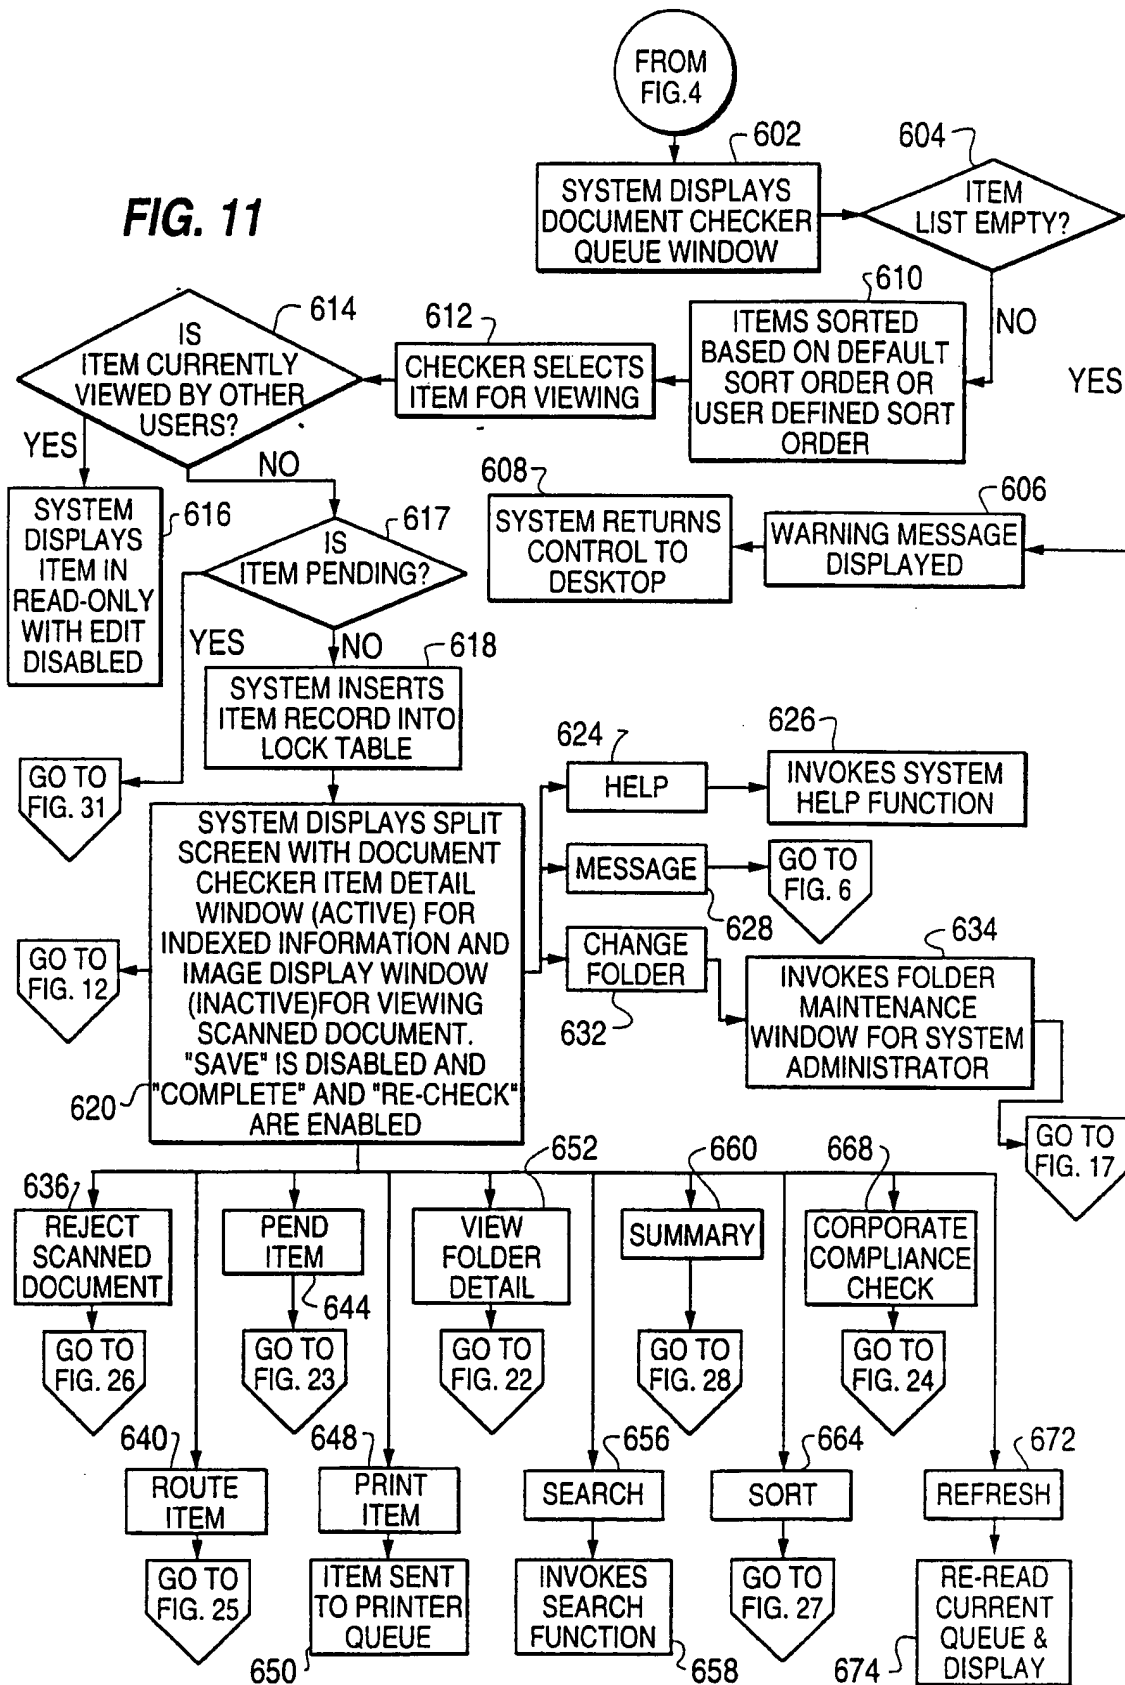 FROM
FIG.4
602
604
SYSTEM DISPLAYS
DOCUMENT CHECKER
QUEUE WINDOW
ITEM
LIST EMPTY?
FIG. 11
614
IS
ITEM CURRENTLY
VIEWED BY OTHER
USERS?
612
CHECKER SELECTS
ITEM FOR VIEWING
610
ITEMS SORTED
BASED ON DEFAULT
SORT ORDER OR
USER DEFINED SORT
ORDER
NO
YES
YES
NO
SYSTEM
DISPLAYS
ITEM IN
READ-ONLY
WITH EDIT
DISABLED
616
617
IS
ITEM PENDING?
608
SYSTEM RETURNS
CONTROL TO
DESKTOP
606
WARNING MESSAGE
DISPLAYED
YES
NO
618
SYSTEM INSERTS
ITEM RECORD INTO
LOCK TABLE
GO TO
FIG. 31
624
HELP
626
INVOKES SYSTEM
HELP FUNCTION
SYSTEM DISPLAYS SPLIT
SCREEN WITH DOCUMENT
CHECKER ITEM DETAIL
WINDOW (ACTIVE) FOR
INDEXED INFORMATION AND
IMAGE DISPLAY WINDOW
(INACTIVE)FOR VIEWING
SCANNED DOCUMENT.
"SAVE" IS DISABLED AND
"COMPLETE" AND "RE-CHECK"
ARE ENABLED
620
GO TO
FIG. 12
MESSAGE
628
GO TO
FIG. 6
CHANGE
FOLDER
632
634
INVOKES FOLDER
MAINTENANCE
WINDOW FOR SYSTEM
ADMINISTRATOR
GO TO
FIG. 17
636
REJECT
SCANNED
DOCUMENT
PEND
ITEM
644
652
VIEW
FOLDER
DETAIL
660
SUMMARY
668
CORPORATE
COMPLIANCE
CHECK
GO TO
FIG. 26
GO TO
FIG. 23
GO TO
FIG. 22
GO TO
FIG. 28
GO TO
FIG. 24
640
ROUTE
ITEM
648
PRINT
ITEM
656
SEARCH
664
SORT
672
REFRESH
GO TO
FIG. 25
ITEM SENT
TO PRINTER
QUEUE
650
INVOKES
SEARCH
FUNCTION
658
GO TO
FIG. 27
RE-READ
CURRENT
QUEUE &
DISPLAY
674